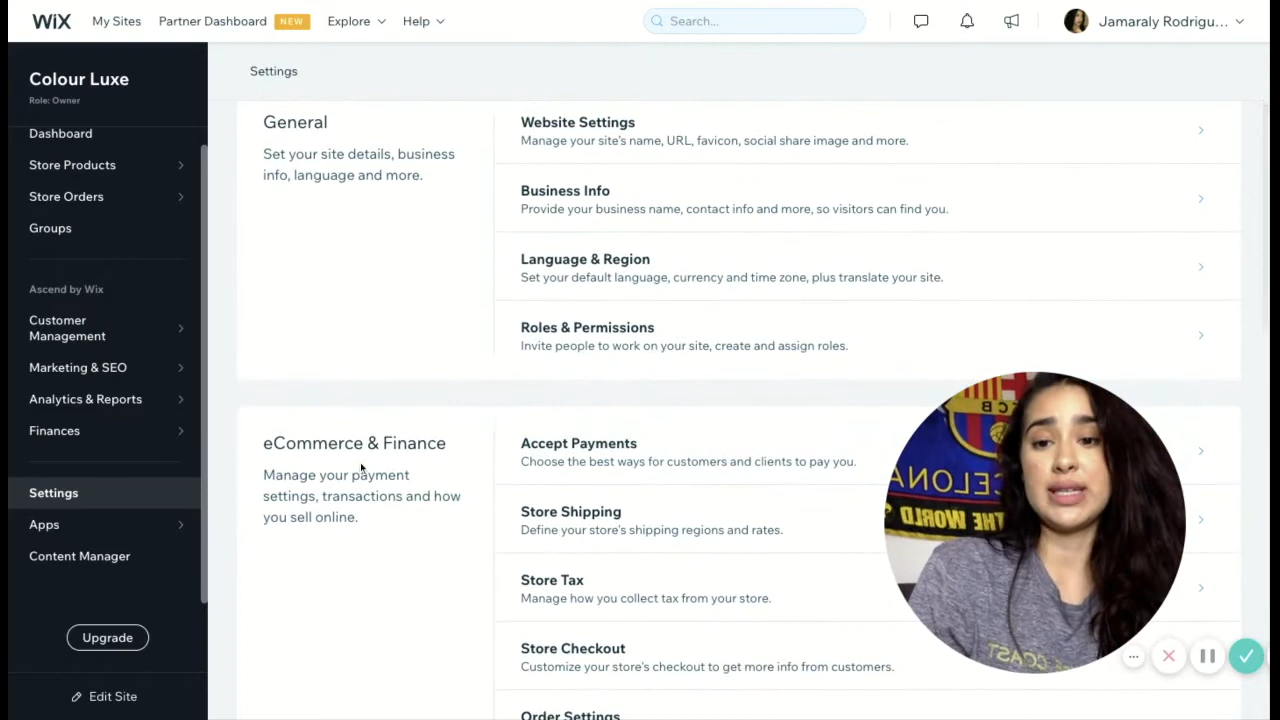 WiX
My Sites
Partner Dashboard
NEW
Explore
Help
Search...
Jamaraly Rodrigu...
Colour Luxe
Role: Owner
Dashboard
Store Products
Store Orders
Groups
Ascend by Wix
Customer
Management
Marketing & SEO
Analytics & Reports
Finances
Settings
Apps
Content Manager
Upgrade
Edit Site
Settings
General
Set your site details, business
info, language and more.
Website Settings
Manage your site's name, URL, favicon, social share image and more.
Business Info
Provide your business name, contact info and more, so visitors can find you.
Language & Region
Set your default language, currency and time zone, plus translate your site.
Roles & Permissions
Invite people to work on your site, create and assign roles.
eCommerce & Finance
Manage your payment
settings, transactions and how
you sell online.
Accept Payments
Choose the best ways for customers and clients to pay you.
Store Shipping
Define your store's shipping regions and rates.
Store Tax
Manage how you collect tax from your store.
Store Checkout
Customize your store's checkout to get more info from customers.
Order Settings
FCB
CELONA
THE WORLD
COAST